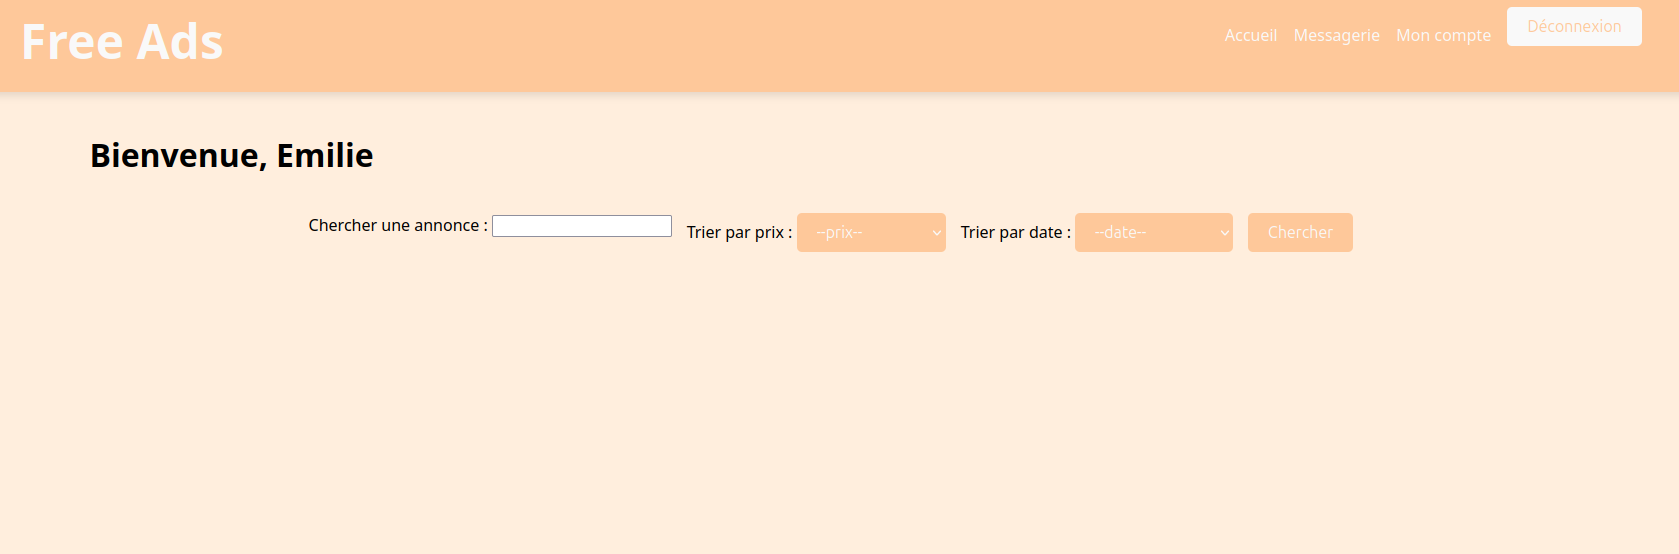 Free Ads
Accueil Messagerie Mon compte Déconnexion
Bienvenue, Emilie
Chercher une annonce : Trier par prix : --prix-- Trier par date : --date-- Chercher